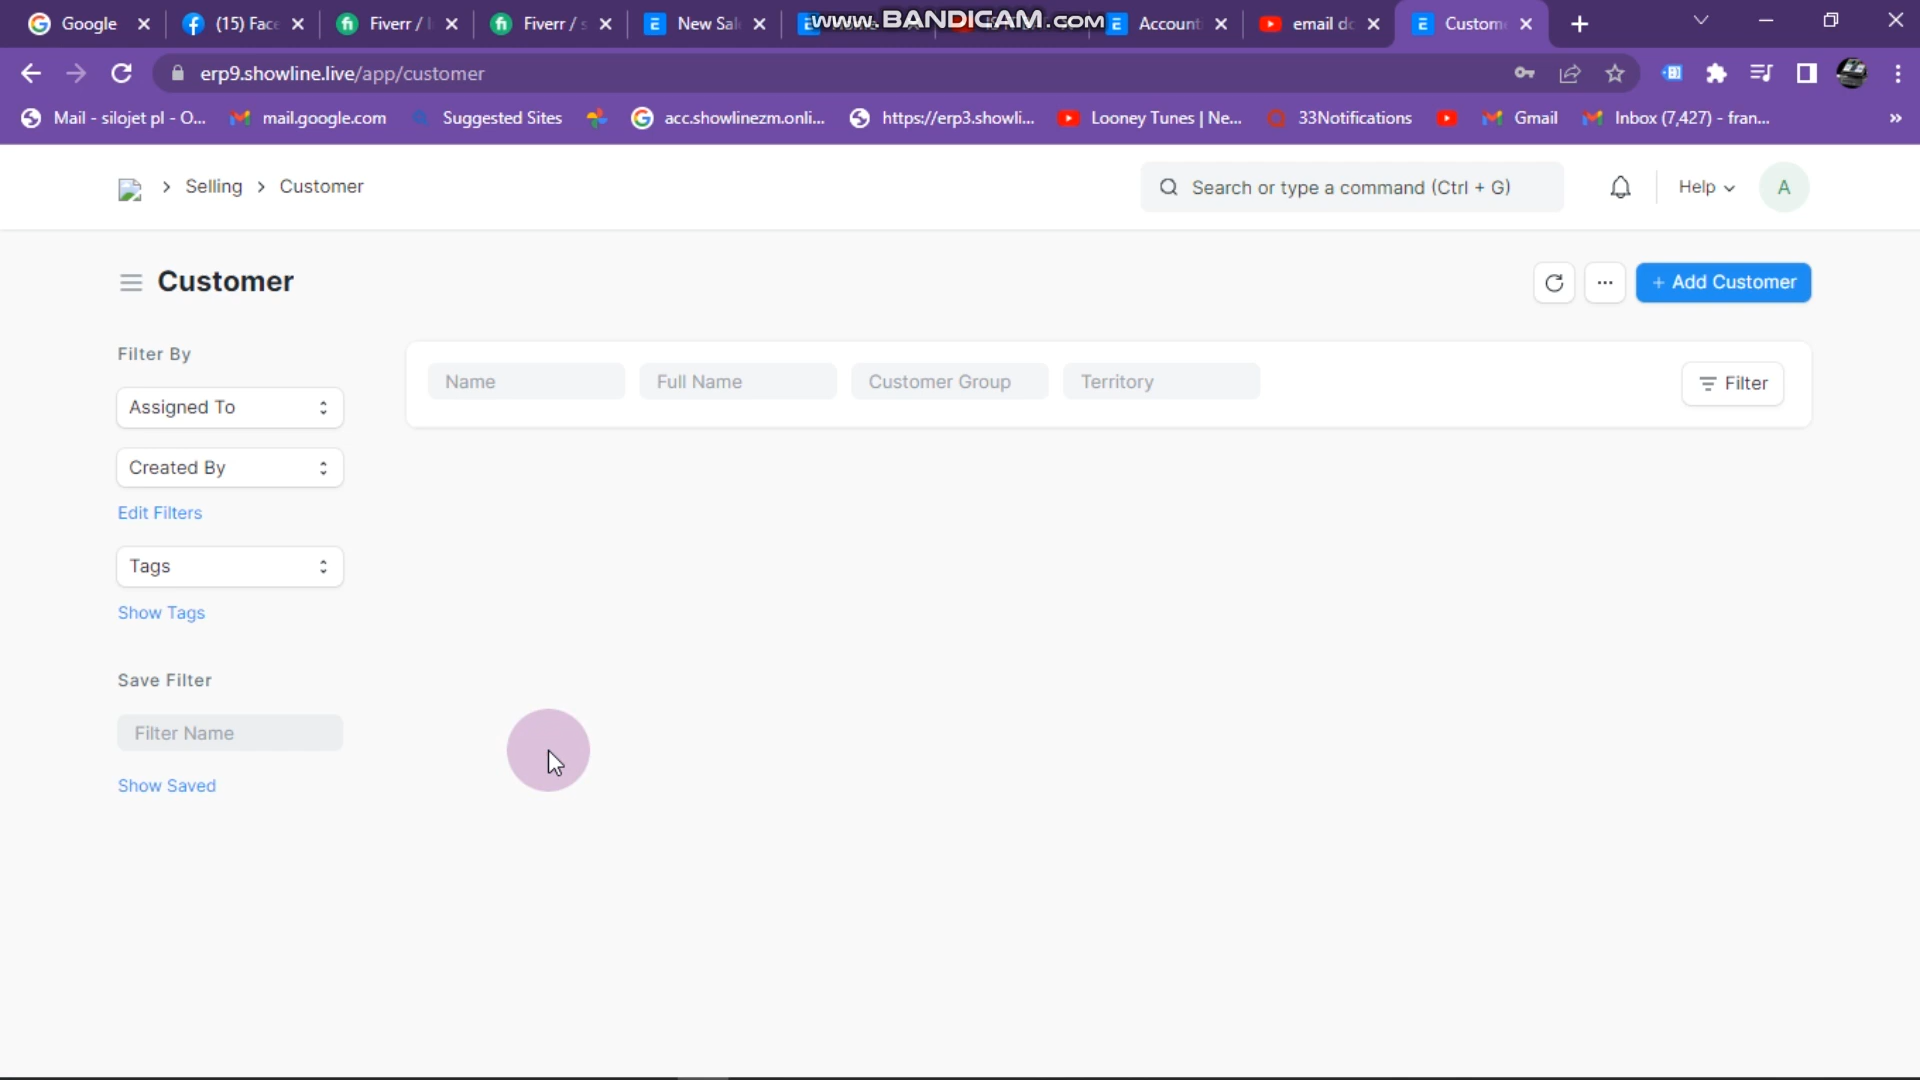 Google
(15) Face
Fiverr /
Fiverr / s
New Sal
www.BANDICAM.com
Account
email do
Custome
erp9.showline.live/app/customer
Mail - silojet pl - O...
mail.google.com
Suggested Sites
acc.showlinezm.onli...
https://erp3.showli...
Looney Tunes | Ne...
33Notifications
Gmail
Inbox (7,427) - fran...
»
Selling
Customer
Search or type a command (Ctrl + G)
Help
A
Customer
+ Add Customer
Filter By
Assigned To
Created By
Edit Filters
Tags
Show Tags
Save Filter
Filter Name
Show Saved
Name
Full Name
Customer Group
Territory
Filter